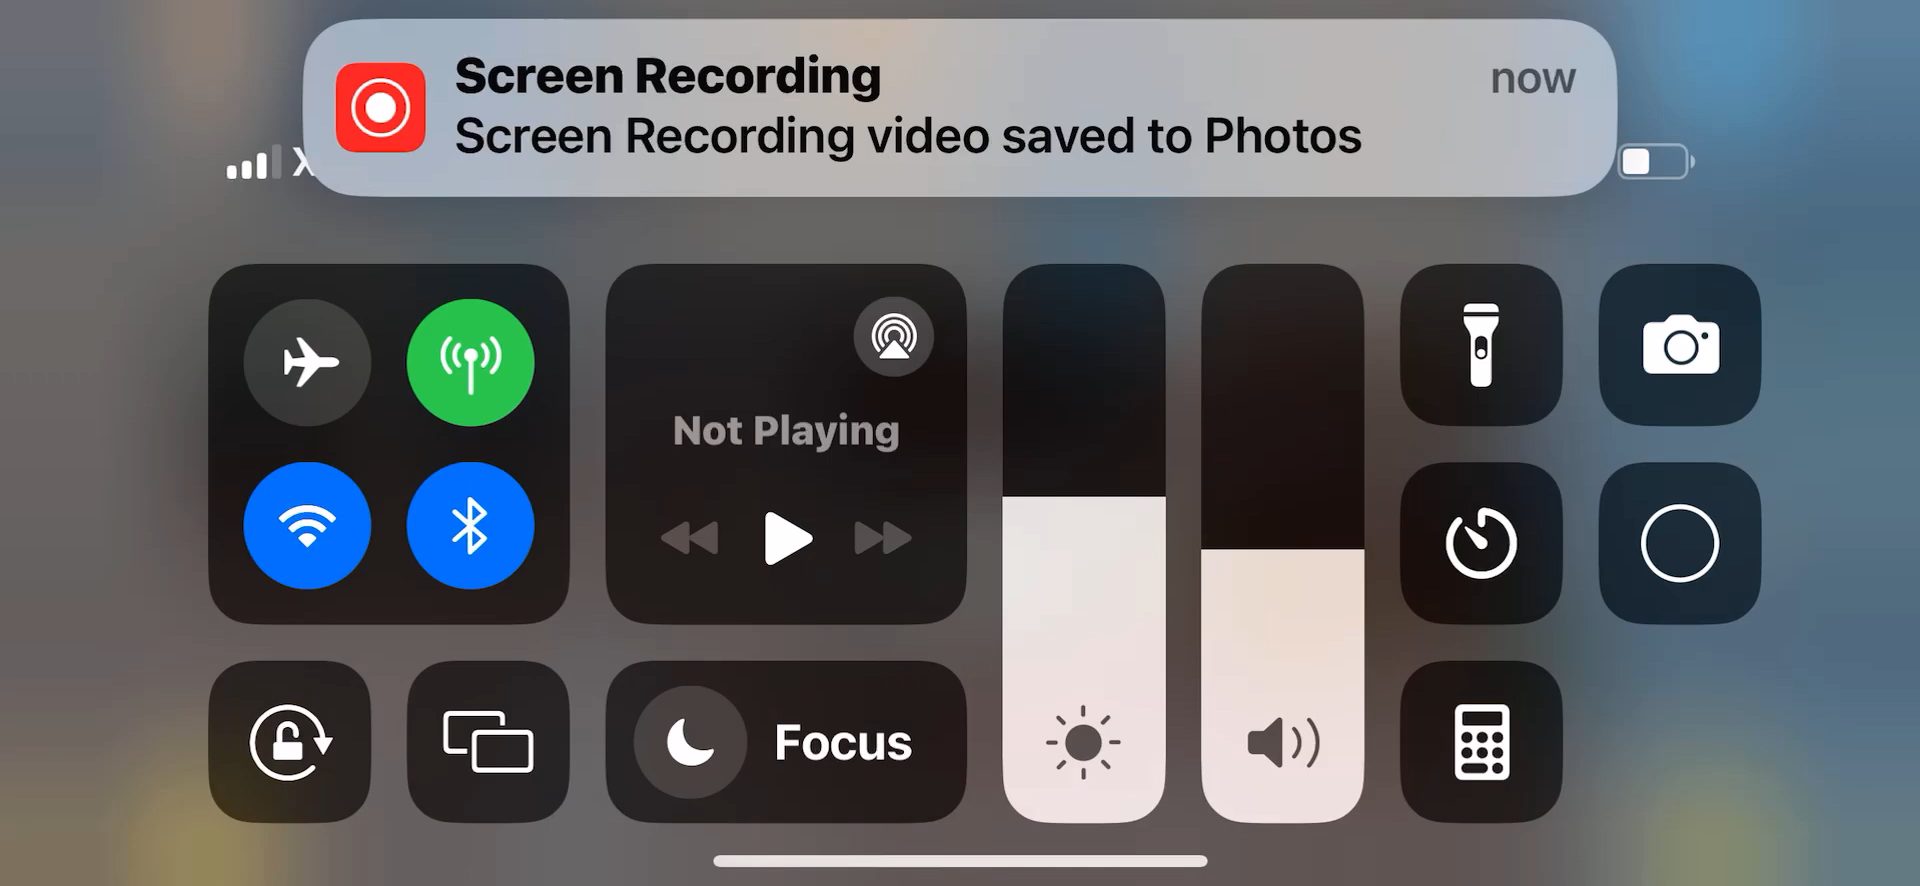 Screen Recording
now
Screen Recording video saved to Photos
Not Playing
Focus